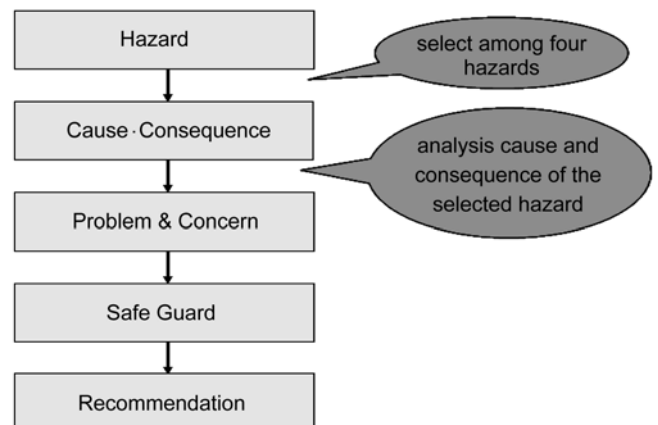 Hazard
select among four
hazards
Cause · Consequence
analysis cause and
consequence of the
selected hazard
Problem & Concern
Safe Guard
Recommendation